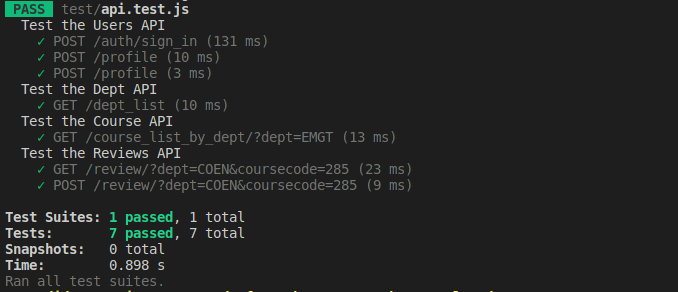 PASS test/api.test.js
Test the Users API
✓ POST /auth/sign_in (131 ms)
✓ POST /profile (10 ms)
✓ POST /profile (3 ms)
Test the Dept API
✓ GET /dept_list (10 ms)
Test the Course API
✓ GET /course_list_by_dept/?dept=EMGT (13 ms)
Test the Reviews API
✓ GET /review/?dept=COEN&coursecode=285 (23 ms)
✓ POST /review/?dept=COEN&coursecode=285 (9 ms)
Test Suites: 1 passed, 1 total
Tests: 7 passed, 7 total
Snapshots: 0 total
Time: 0.898 s
Ran all test suites.